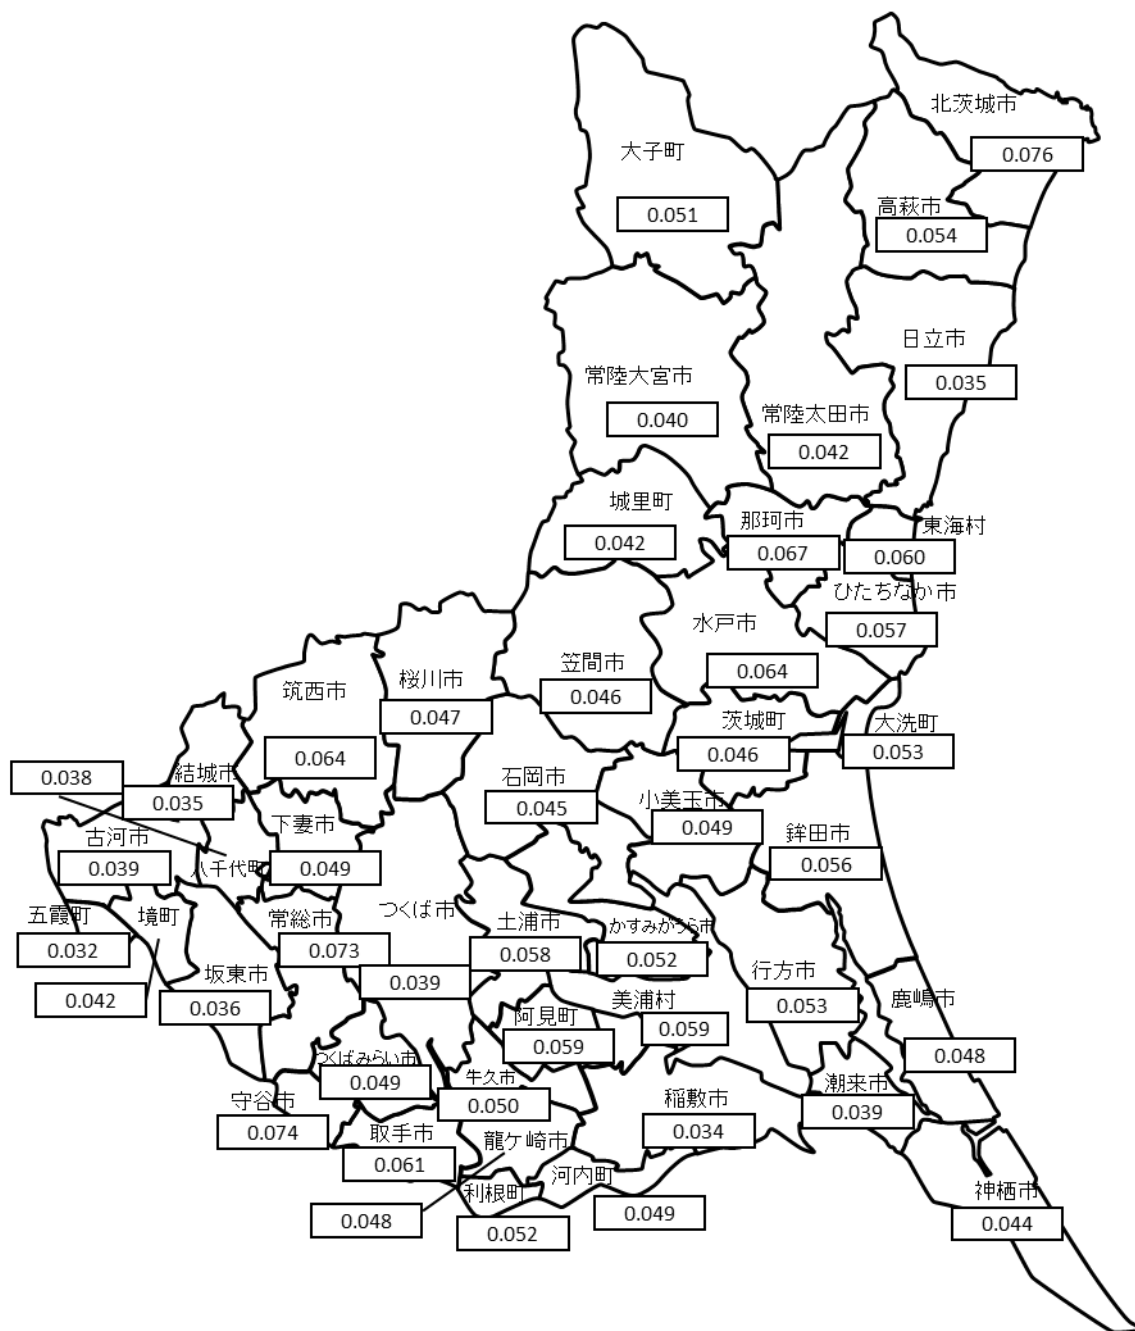 北茨城市
0.076
大子町
0.051
高萩市
0.054
日立市
0.035
常陸大宮市
0.040
常陸太田市
0.042
城里町
0.042
那珂市
0.067
東海村
0.060
ひたちなか市
0.057
水戸市
0.064
笠間市
0.046
桜川市
0.047
筑西市
0.064
茨城町
0.046
大洗町
0.053
結城市
0.035
0.038
八千代町
石岡市
0.045
小美玉市
0.049
下妻市
0.049
古河市
0.039
鉾田市
0.056
五霞町
0.032
境町
0.042
常総市
0.073
つくば市
0.039
土浦市
0.058
かすみがうら市
0.052
坂東市
0.036
行方市
0.053
美浦村
0.059
阿見町
0.059
鹿嶋市
0.048
つくばみらい市
0.049
牛久市
0.050
潮来市
0.039
守谷市
0.074
稲敷市
0.034
取手市
0.061
龍ケ崎市
0.048
河内町
0.049
利根町
0.052
神栖市
0.044